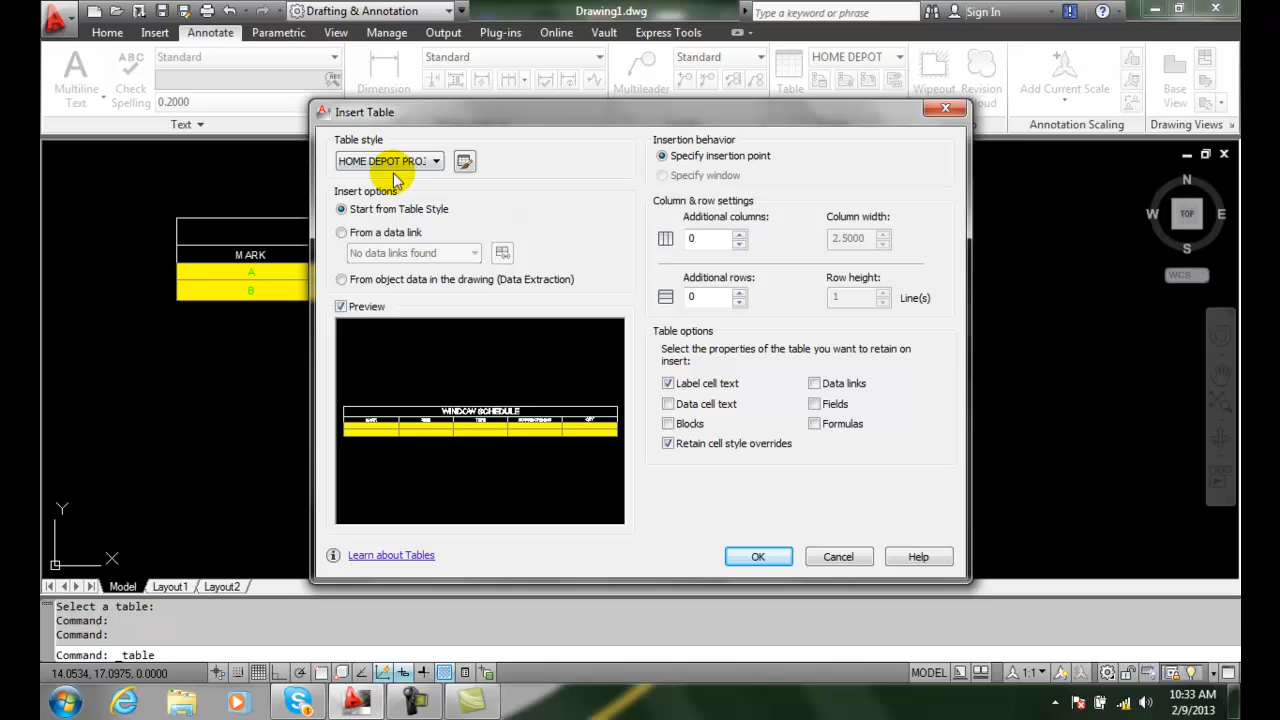 Drafting & Annotation
Drawing1.dwg
Type a keyword or phrase
Sign In
Home Insert Annotate Parametric View Manage Output Plug-ins Online Vault Express Tools
A ABC Standard Standard Standard HOME DEPOT
Multiline Text Check Spelling Dimension Multileader Table Wipeout Revision Cloud Add Current Scale Base View
0.2000
Text Annotation Scaling Drawing Views
Insert Table
Table style
HOME DEPOT PROJ
Insert options
Start from Table Style
From a data link
No data links found
From object data in the drawing (Data Extraction)
Preview
WINDOW SCHEDULE
Learn about Tables
Insertion behavior
Specify insertion point
Specify window
Column & row settings
Additional columns: Column width:
0 2.5000
Additional rows: Row height:
0 1 Line(s)
Table options
Select the properties of the table you want to retain on
insert:
Label cell text Data links
Data cell text Fields
Blocks Formulas
Retain cell style overrides
OK Cancel Help
MARK
A
B
N
W TOP E
S
WCS
Y
X
Model Layout1 Layout2
Select a table:
Command:
Command:
Command: _table
14.0534, 17.0975, 0.0000
MODEL
1:1
10:33 AM
2/9/2013